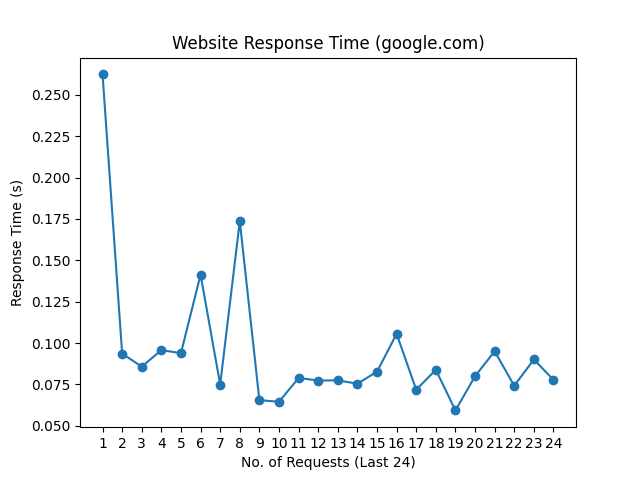 Website Response Time (google.com)
Response Time (s)
0.250
0.225
0.200
0.175
0.150
0.125
0.100
0.075
0.050
1 2 3 4 5 6 7 8 9 10 11 12 13 14 15 16 17 18 19 20 21 22 23 24
No. of Requests (Last 24)